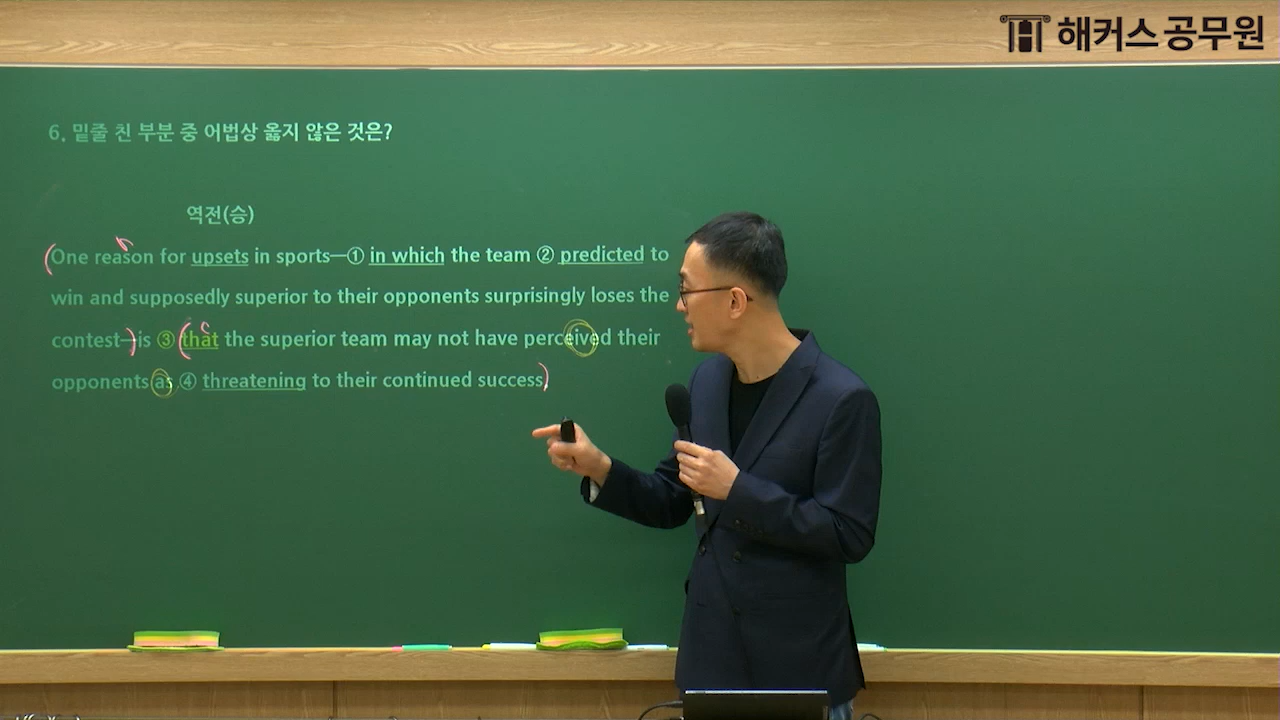 해커스공무원
6. 밑줄 친 부분 중 어법상 옳지 않은 것은?
역전(승)
One reason for upsets in sports—① in which the team ② predicted to
win and supposedly superior to their opponents surprisingly loses the
contest—is ③ that the superior team may not have perceived their
opponents as ④ threatening to their continued success